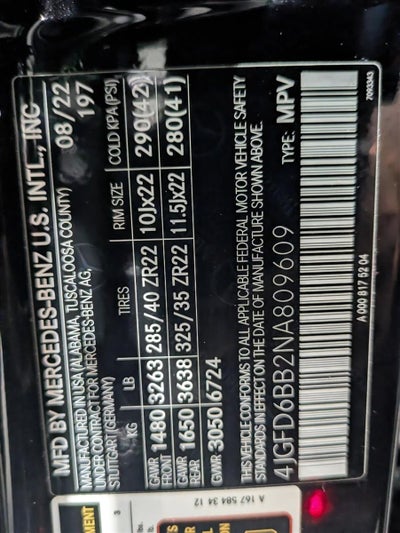 MFD BY MERCEDES-BENZ U.S. INTL., INC
MANUFACTURED IN USA (ALABAMA, TUSCALOOSA COUNTY) 08/22
UNDER CONTRACT FOR MERCEDES-BENZ AG, 197
STUTTGART (GERMANY)
KG LB TIRES RIM SIZE COLD KPA (PSI)
GAWR FRONT 1480 3263 285/40 ZR22 10Jx22 290(42)
GAWR REAR 1650 3638 325/35 ZR22 11.5Jx22 280(41)
GVWR 3050 6724
THIS VEHICLE CONFORMS TO ALL APPLICABLE FEDERAL MOTOR VEHICLE SAFETY
STANDARDS IN EFFECT ON THE DATE OF MANUFACTURE SHOWN ABOVE.
4JGFD6BB2NA809609 TYPE: MPV
A 000 817 52 04
7093343
A 167 584 34 12
3